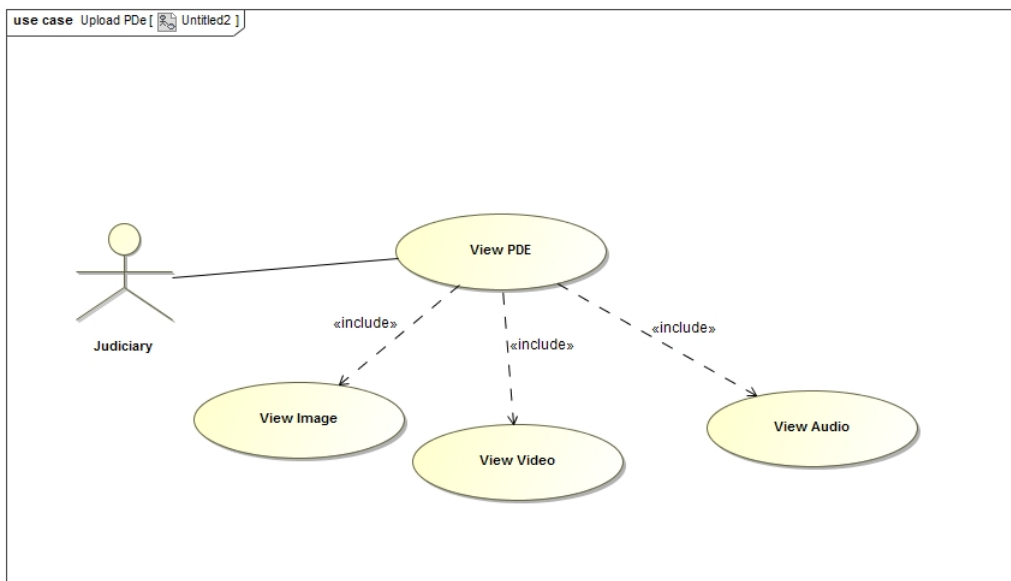 use case Upload PDe [ Untitled2 ]
View PDE
Judiciary
«include»
«include»
«include»
View Image
View Video
View Audio